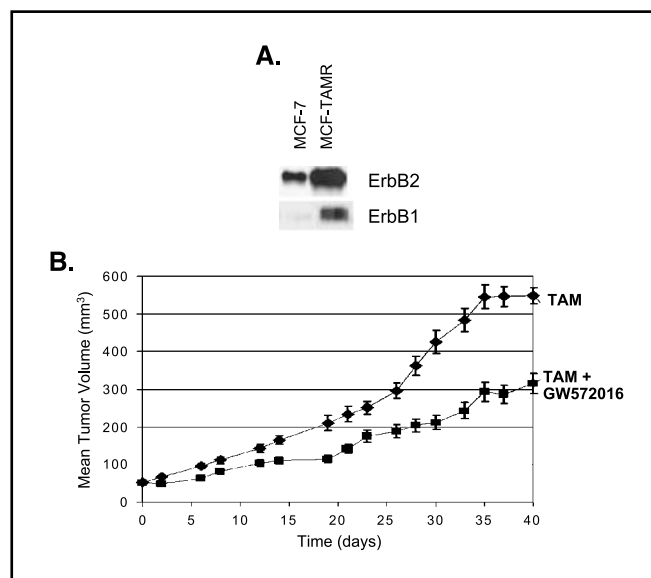 A.
MCF-7
MCF-TAMR
ErbB2
ErbB1
B.
Mean Tumor Volume (mm³)
600
500
400
300
200
100
0
0 5 10 15 20 25 30 35 40
Time (days)
TAM
TAM +
GW572016